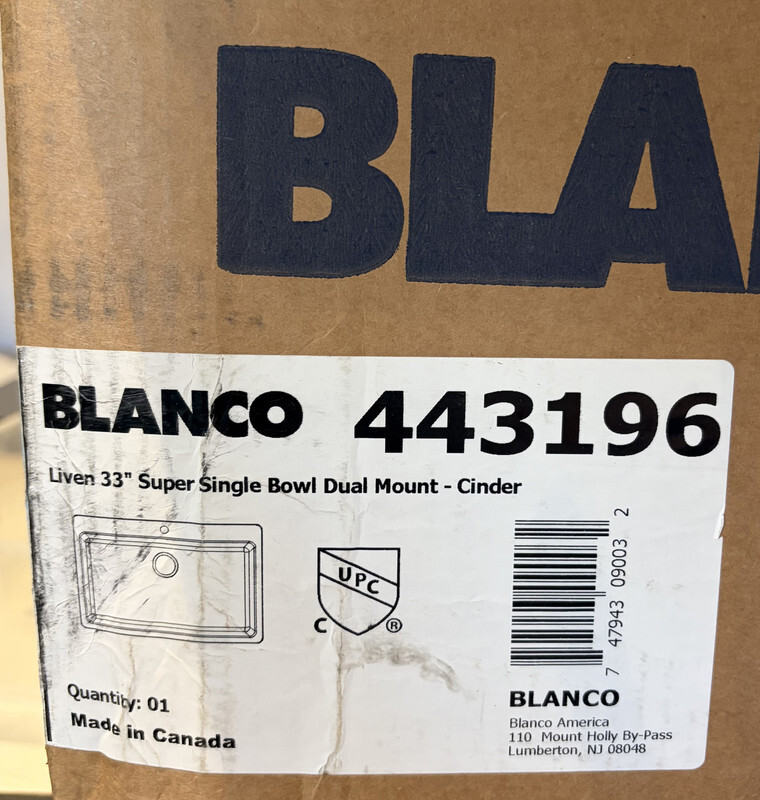 BLA
BLANCO 443196
Liven 33" Super Single Bowl Dual Mount - Cinder
UPC
C ®
7 47943 09003 2
Quantity: 01
Made in Canada
BLANCO
Blanco America
110 Mount Holly By-Pass
Lumberton, NJ 08048